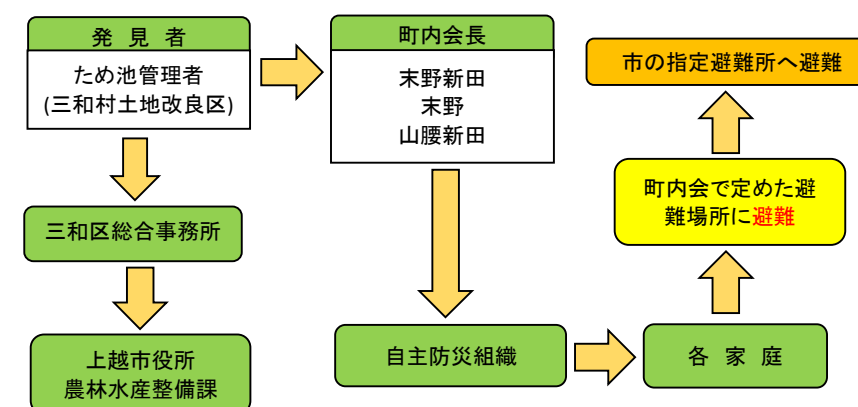 発見者
ため池管理者
(三和村土地改良区)
三和区総合事務所
上越市役所
農林水産整備課
町内会長
末野新田
末野
山腰新田
自主防災組織
各家庭
町内会で定めた避
難場所に避難
市の指定避難所へ避難